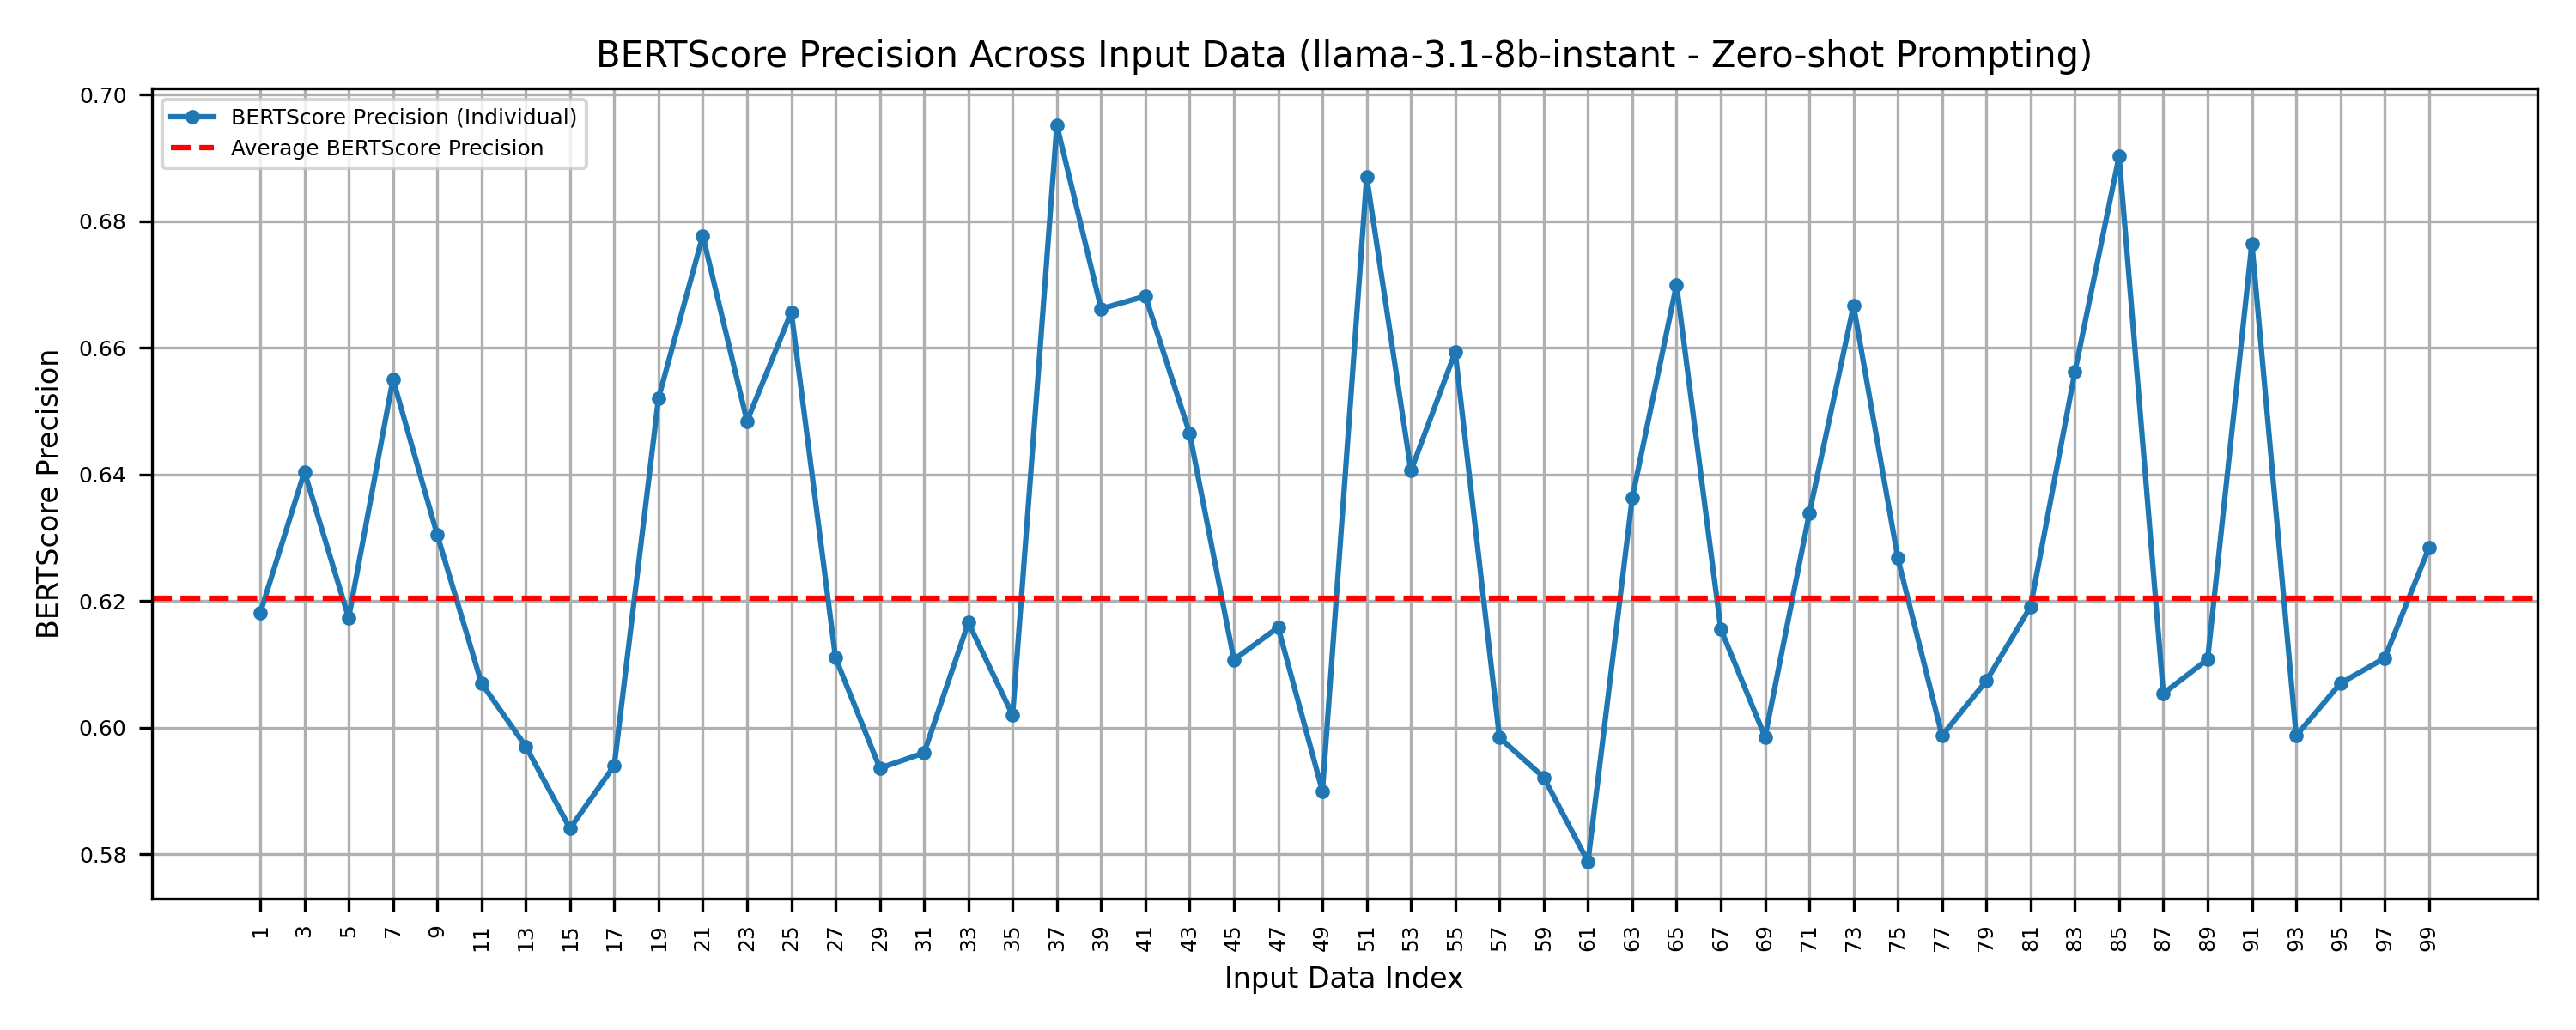 BERTScore Precision Across Input Data (llama-3.1-8b-instant - Zero-shot Prompting)
BERTScore Precision (Individual)
Average BERTScore Precision
BERTScore Precision
0.70
0.68
0.66
0.64
0.62
0.60
0.58
1 3 5 7 9 11 13 15 17 19 21 23 25 27 29 31 33 35 37 39 41 43 45 47 49 51 53 55 57 59 61 63 65 67 69 71 73 75 77 79 81 83 85 87 89 91 93 95 97 99
Input Data Index